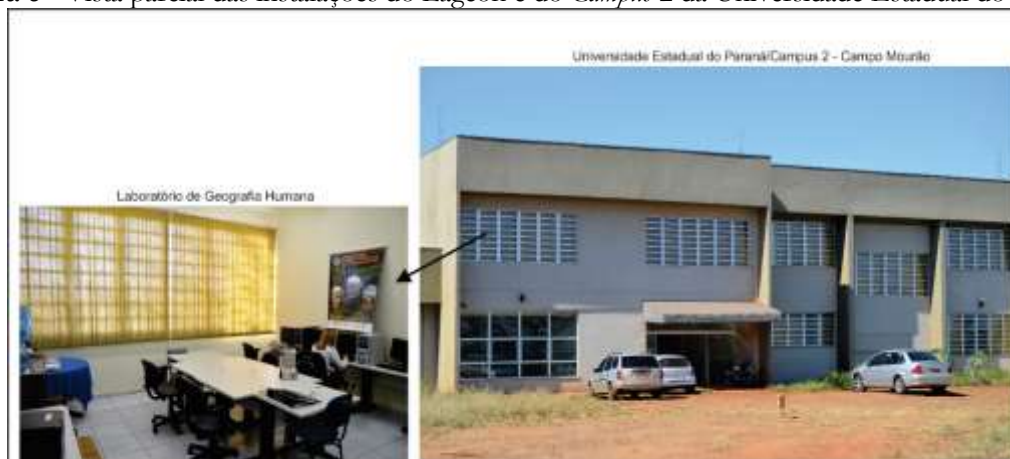 Vista parcial das instalações do Lageoh e do Campus 2 da Universidade Estadual do
Universidade Estadual do Paraná/Campus 2 - Campo Mourão
Laboratório de Geografia Humana